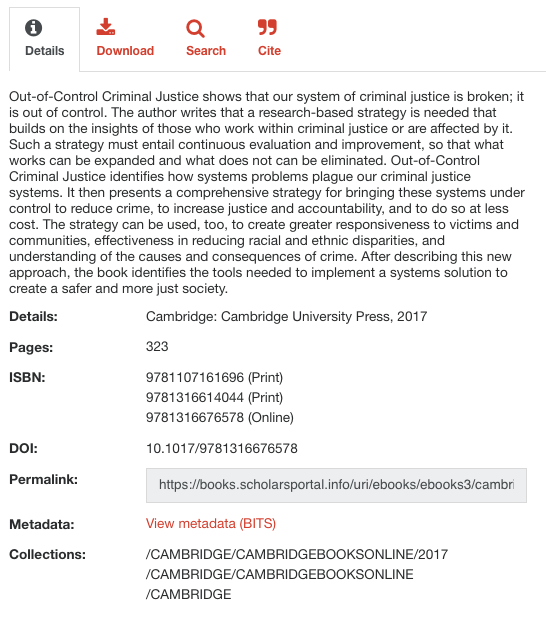 Details
Download
Search
Cite
Out-of-Control Criminal Justice shows that our system of criminal justice is broken; it
is out of control. The author writes that a research-based strategy is needed that
builds on the insights of those who work within criminal justice or are affected by it.
Such a strategy must entail continuous evaluation and improvement, so that what
works can be expanded and what does not can be eliminated. Out-of-Control
Criminal Justice identifies how systems problems plague our criminal justice
systems. It then presents a comprehensive strategy for bringing these systems under
control to reduce crime, to increase justice and accountability, and to do so at less
cost. The strategy can be used, too, to create greater responsiveness to victims and
communities, effectiveness in reducing racial and ethnic disparities, and
understanding of the causes and consequences of crime. After describing this new
approach, the book identifies the tools needed to implement a systems solution to
create a safer and more just society.
Details: Cambridge: Cambridge University Press, 2017
Pages: 323
ISBN: 9781107161696 (Print)
9781316614044 (Print)
9781316676578 (Online)
DOI: 10.1017/9781316676578
Permalink: https://books.scholarsportal.info/uri/ebooks/ebooks3/cambri
Metadata: View metadata (BITS)
Collections: /CAMBRIDGE/CAMBRIDGEBOOKSONLINE/2017
/CAMBRIDGE/CAMBRIDGEBOOKSONLINE
/CAMBRIDGE